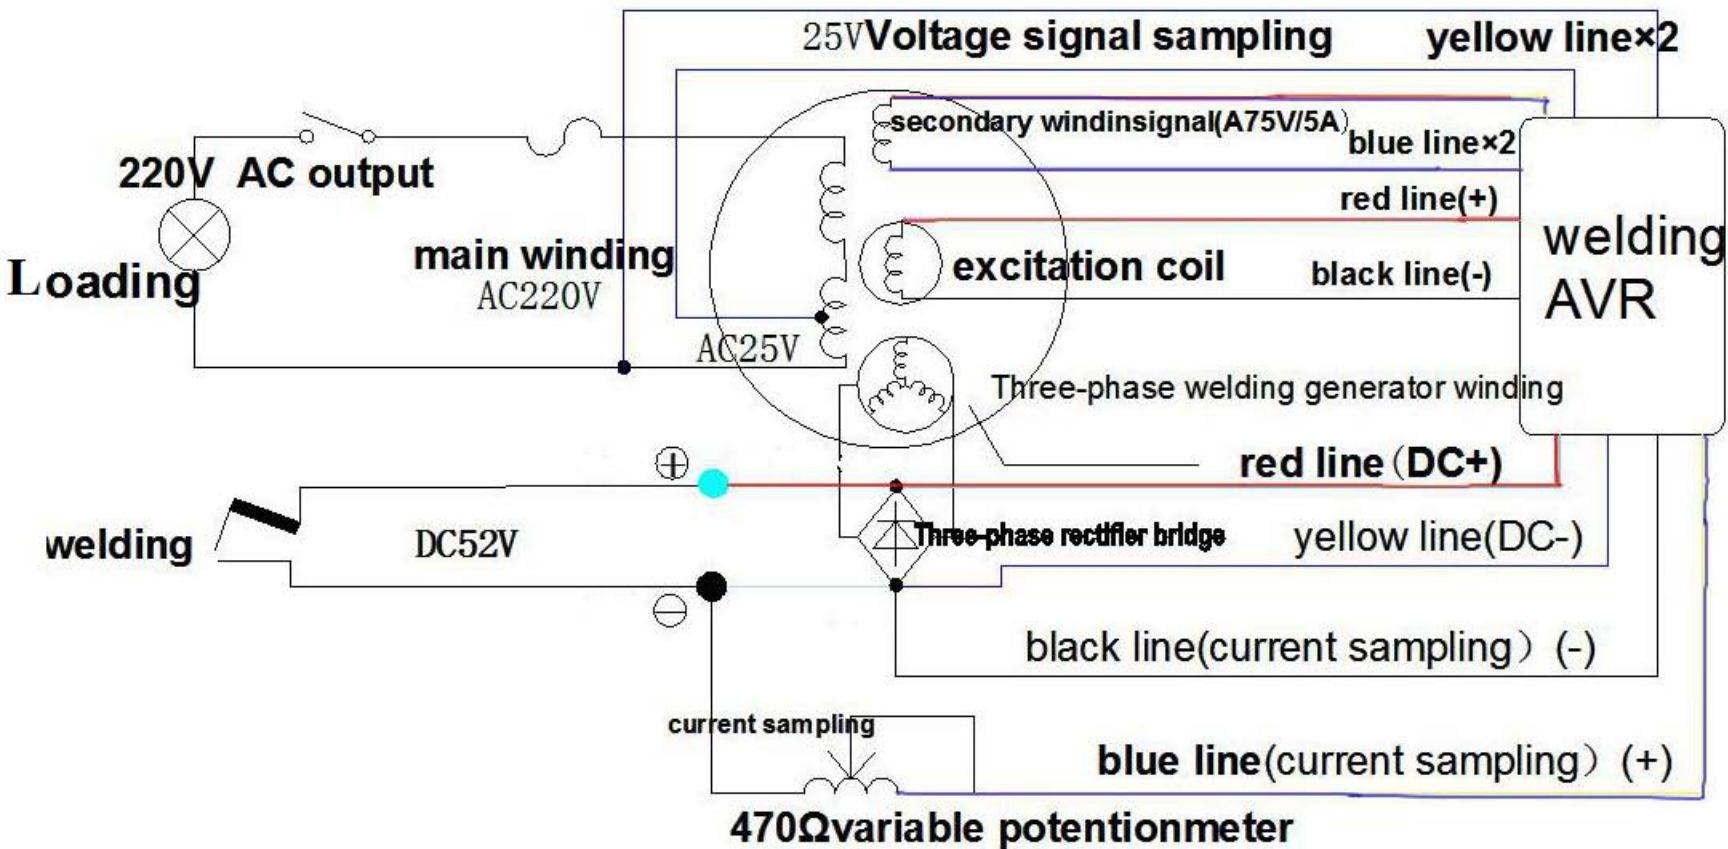 25VVoltage signal sampling
yellow line×2
secondary windinsignal(A75V/5A)
blue line×2
220V AC output
red line(+)
main winding
AC220V
excitation coil
black line(-)
welding
AVR
Loading
AC25V
Three-phase welding generator winding
red line(DC+)
welding
DC52V
Three-phase rectifier bridge
yellow line(DC-)
black line(current sampling) (-)
current sampling
blue line(current sampling) (+)
470Ωvariable potentionmeter